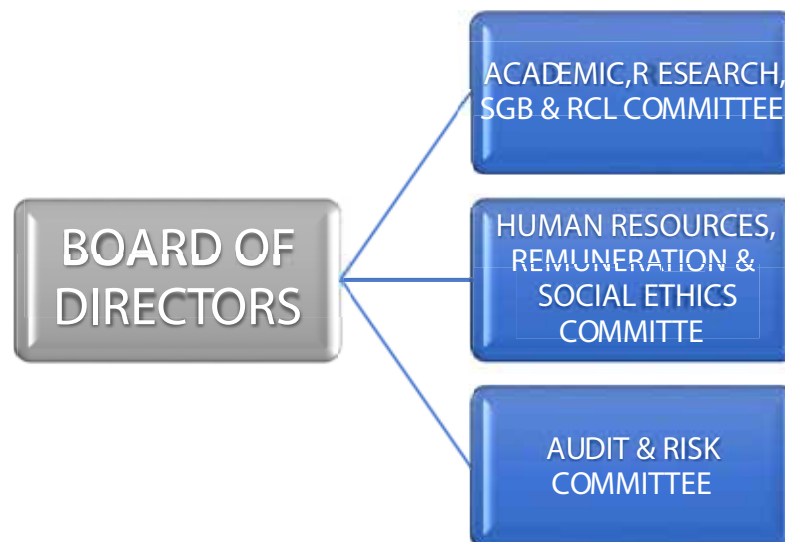 BOARD OF
DIRECTORS
ACADEMIC,R ESEARCH,
SGB & RCL COMMITTEE
HUMAN RESOURCES,
REMUNERATION &
SOCIAL ETHICS
COMMITTE
AUDIT & RISK
COMMITTEE